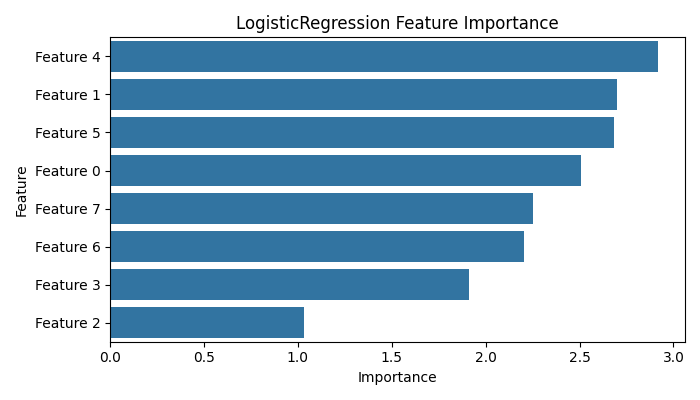 LogisticRegression Feature Importance
Feature 4
Feature 1
Feature 5
Feature 0
Feature 7
Feature 6
Feature 3
Feature 2
Feature
0.0 0.5 1.0 1.5 2.0 2.5 3.0
Importance